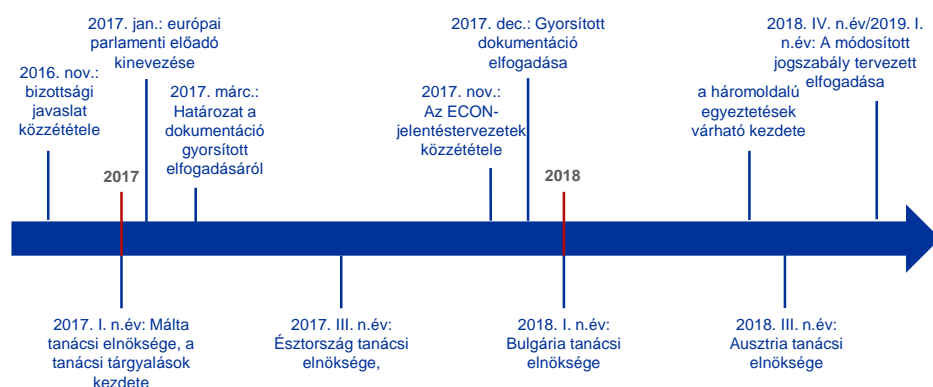 2016. nov.:
bizottsági
javaslat
közzététele
2017. jan.: európai
parlamenti előadó
kinevezése
2017. márc.:
Határozat a
dokumentáció
gyorsított
elfogadásáról
2017. nov.:
Az ECON-
jelentéstervezetek
közzététele
2017. dec.: Gyorsított
dokumentáció
elfogadása
a háromoldalú
egyeztetések
várható kezdete
2018. IV. n.év/2019. I.
n.év: A módosított
jogszabály tervezett
elfogadása
2017
2018
2017. I. n.év: Málta
tanácsi elnöksége, a
tanácsi tárgyalások
kezdete
2017. III. n.év:
Észtország tanácsi
elnöksége,
2018. I. n.év:
Bulgária tanácsi
elnöksége
2018. III. n.év:
Ausztria tanácsi
elnöksége